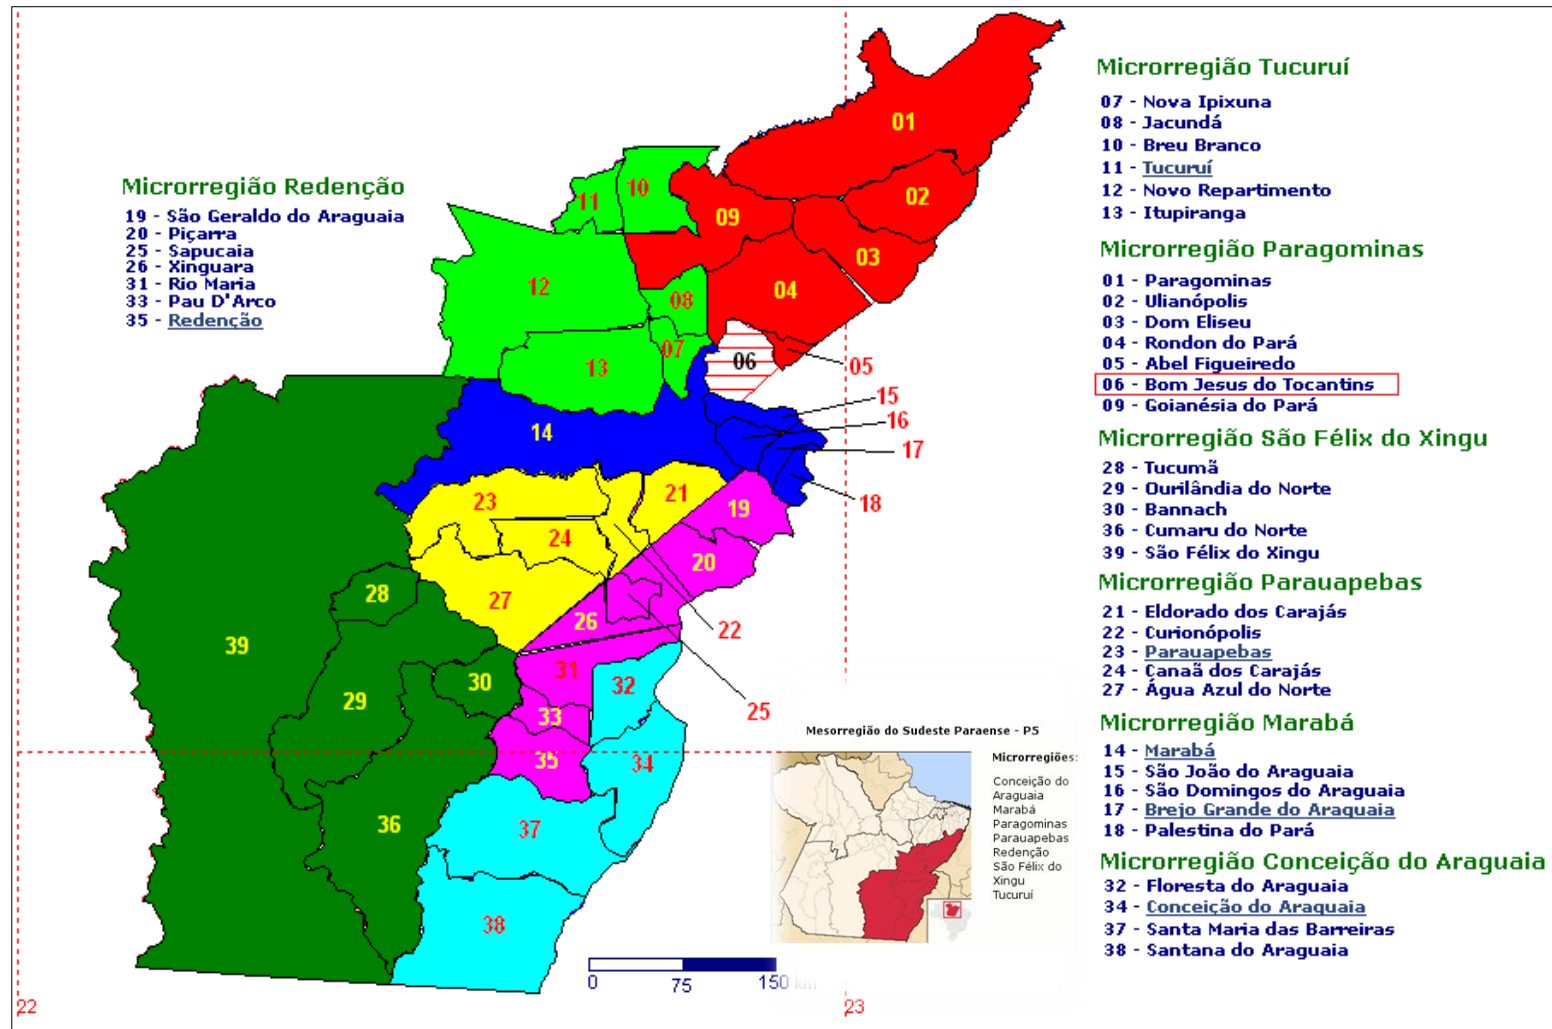 Microrregião Redenção
19 - São Geraldo do Araguaia
20 - Piçarra
25 - Sapucaia
26 - Xinguara
31 - Rio Maria
33 - Pau D'Arco
35 - Redenção
01
02
03
04
05
06
07
08
09
10
11
12
13
14
15
16
17
18
19
20
21
22
23
24
25
26
27
28
29
30
31
32
33
34
35
36
37
38
39
Microrregião Tucuruí
07 - Nova Ipixuna
08 - Jacundá
10 - Breu Branco
11 - Tucuruí
12 - Novo Repartimento
13 - Itupiranga
Microrregião Paragominas
01 - Paragominas
02 - Ulianópolis
03 - Dom Eliseu
04 - Rondon do Pará
05 - Abel Figueiredo
06 - Bom Jesus do Tocantins
09 - Goianésia do Pará
Microrregião São Félix do Xingu
28 - Tucumã
29 - Ourilândia do Norte
30 - Bannach
36 - Cumaru do Norte
39 - São Félix do Xingu
Microrregião Parauapebas
21 - Eldorado dos Carajás
22 - Curionópolis
23 - Parauapebas
24 - Canaã dos Carajás
27 - Água Azul do Norte
Microrregião Marabá
14 - Marabá
15 - São João do Araguaia
16 - São Domingos do Araguaia
17 - Brejo Grande do Araguaia
18 - Palestina do Pará
Microrregião Conceição do Araguaia
32 - Floresta do Araguaia
34 - Conceição do Araguaia
37 - Santa Maria das Barreiras
38 - Santana do Araguaia
Mesorregião do Sudeste Paraense - P5
Microrregiões:
Conceição do
Araguaia
Marabá
Paragominas
Parauapebas
Redenção
São Félix do
Xingu
Tucuruí
0 75 150 km
22
23